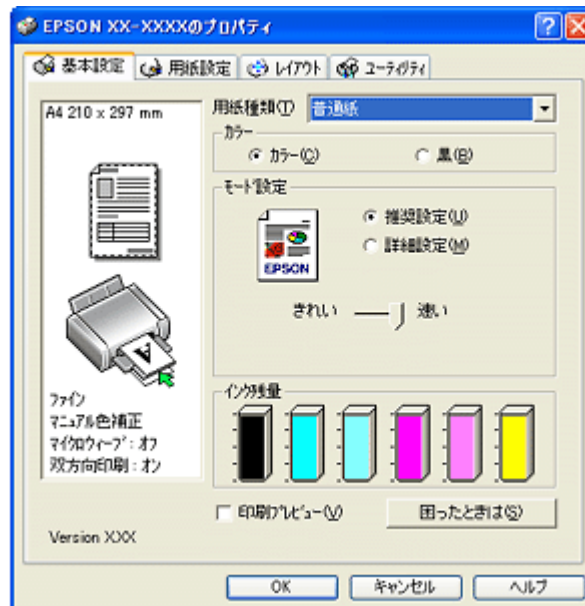 EPSON XX-XXXXのプロパティ
基本設定 用紙設定 レイアウト ユーティリティ
A4 210 x 297 mm
用紙種類(T) 普通紙
カラー
カラー(C) 黒(B)
モード設定
推奨設定(U)
詳細設定(M)
EPSON
きれい 速い
A
ファイン
マニュアル色補正
マイクロウィーブ：オフ
双方向印刷：オン
インク残量
印刷プレビュー(V) 困ったときは(S)
Version XXX
OK キャンセル ヘルプ